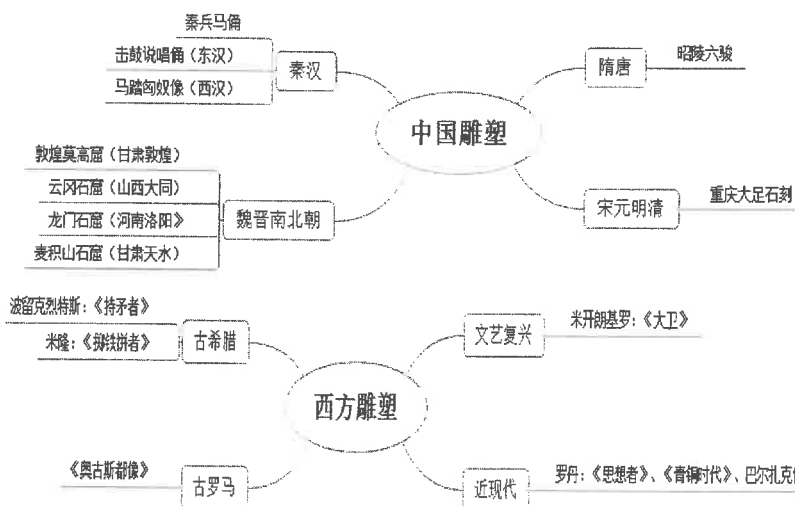 秦兵马俑
击鼓说唱俑（东汉）
马踏匈奴像（西汉）
秦汉
隋唐
昭陵六骏
中国雕塑
敦煌莫高窟（甘肃敦煌）
云冈石窟（山西大同）
龙门石窟（河南洛阳》
麦积山石窟（甘肃天水）
魏晋南北朝
宋元明清
重庆大足石刻
波留克烈特斯：《持矛者》
米隆：《掷铁饼者》
古希腊
文艺复兴
米开朗基罗：《大卫》
西方雕塑
《奥古斯都像》
古罗马
近现代
罗丹：《思想者》、《青铜时代》、巴尔扎克